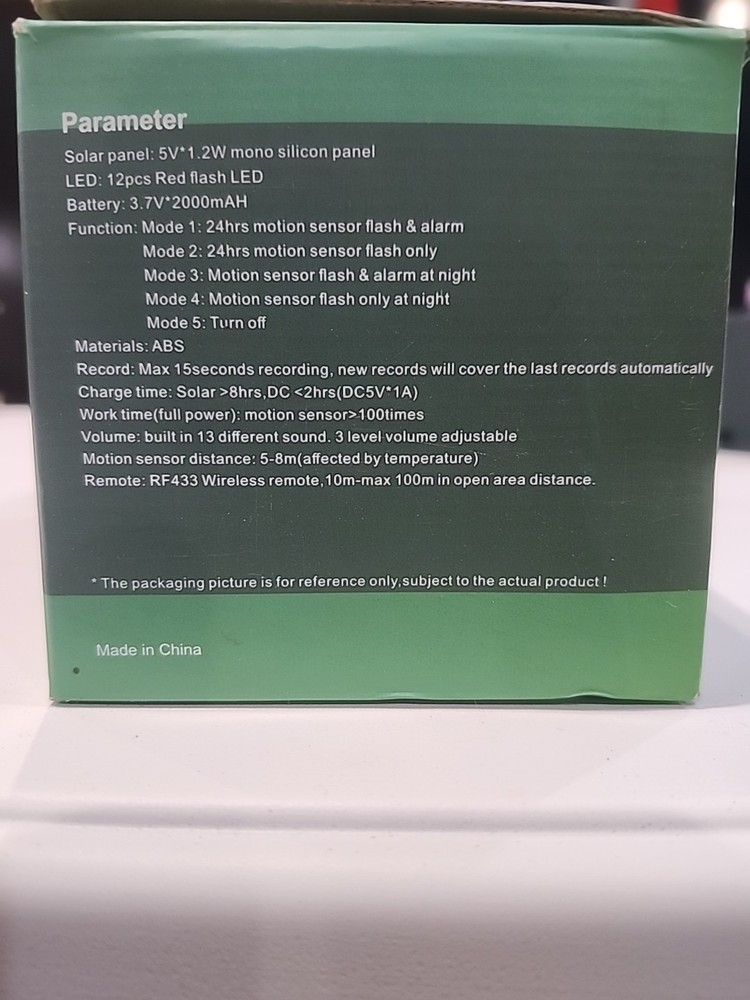 Parameter
Solar panel: 5V*1.2W mono silicon panel
LED: 12pcs Red flash LED
Battery: 3.7V*2000mAH
Function: Mode 1: 24hrs motion sensor flash & alarm
Mode 2: 24hrs motion sensor flash only
Mode 3: Motion sensor flash & alarm at night
Mode 4: Motion sensor flash only at night
Mode 5: Turn off
Materials: ABS
Record: Max 15seconds recording, new records will cover the last records automatically
Charge time: Solar >8hrs,DC <2hrs(DC5V*1A)
Work time(full power): motion sensor>100times
Volume: built in 13 different sound. 3 level volume adjustable
Motion sensor distance: 5-8m(affected by temperature)
Remote: RF433 Wireless remote,10m-max 100m in open area distance.
* The packaging picture is for reference only,subject to the actual product !
Made in China